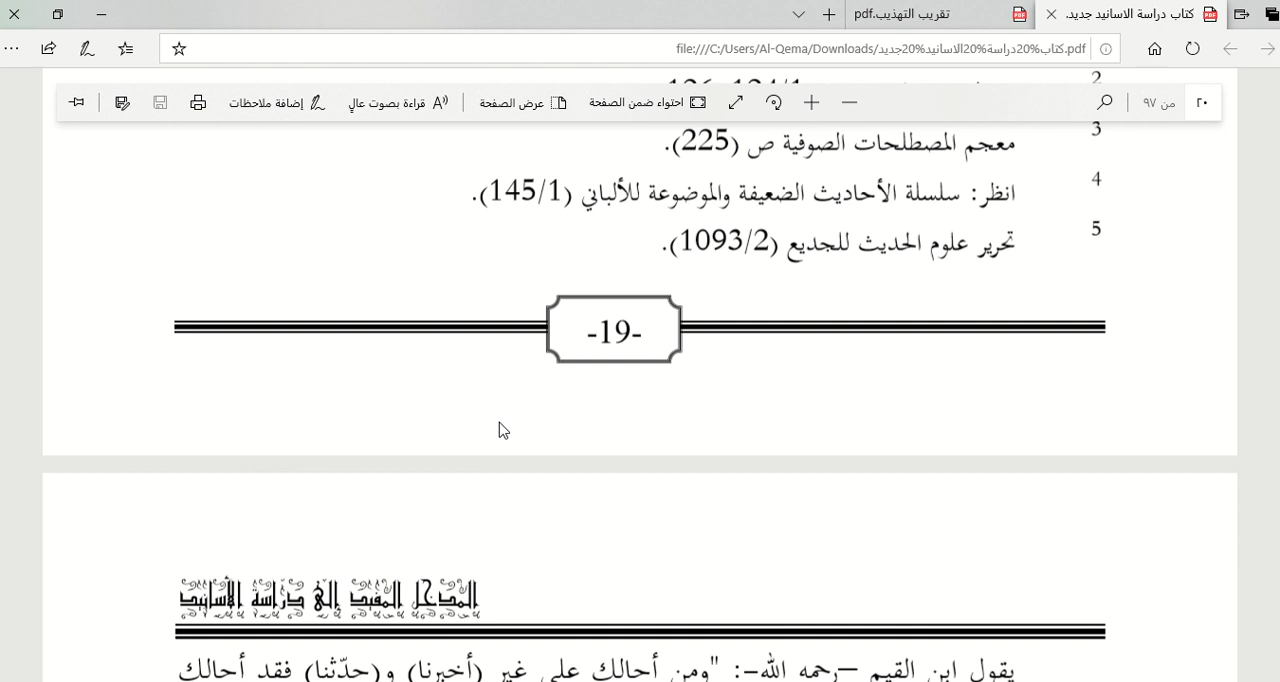 كتاب دراسة الاسانيد جديد.
تقريب التهذيب.pdf
file:///C:/Users/Al-Qema/Downloads/كتاب%20دراسة%20الاسانيد%20جديد.pdf
٢٠ من ٩٧
احتواء ضمن الصفحة
عرض الصفحة
قراءة بصوت عالٍ
إضافة ملاحظات
2
3 معجم المصطلحات الصوفية ص (225).
4 انظر: سلسلة الأحاديث الضعيفة والموضوعة للألباني (145/1).
5 تحرير علوم الحديث للجديع (1093/2).
-19-
المدخل المفيد إلى دراسة الأسانيد
يقول ابن القيم –رحمه الله-: "ومن أحالك على غير (أخبرنا) و(حدّثنا) فقد أحالك